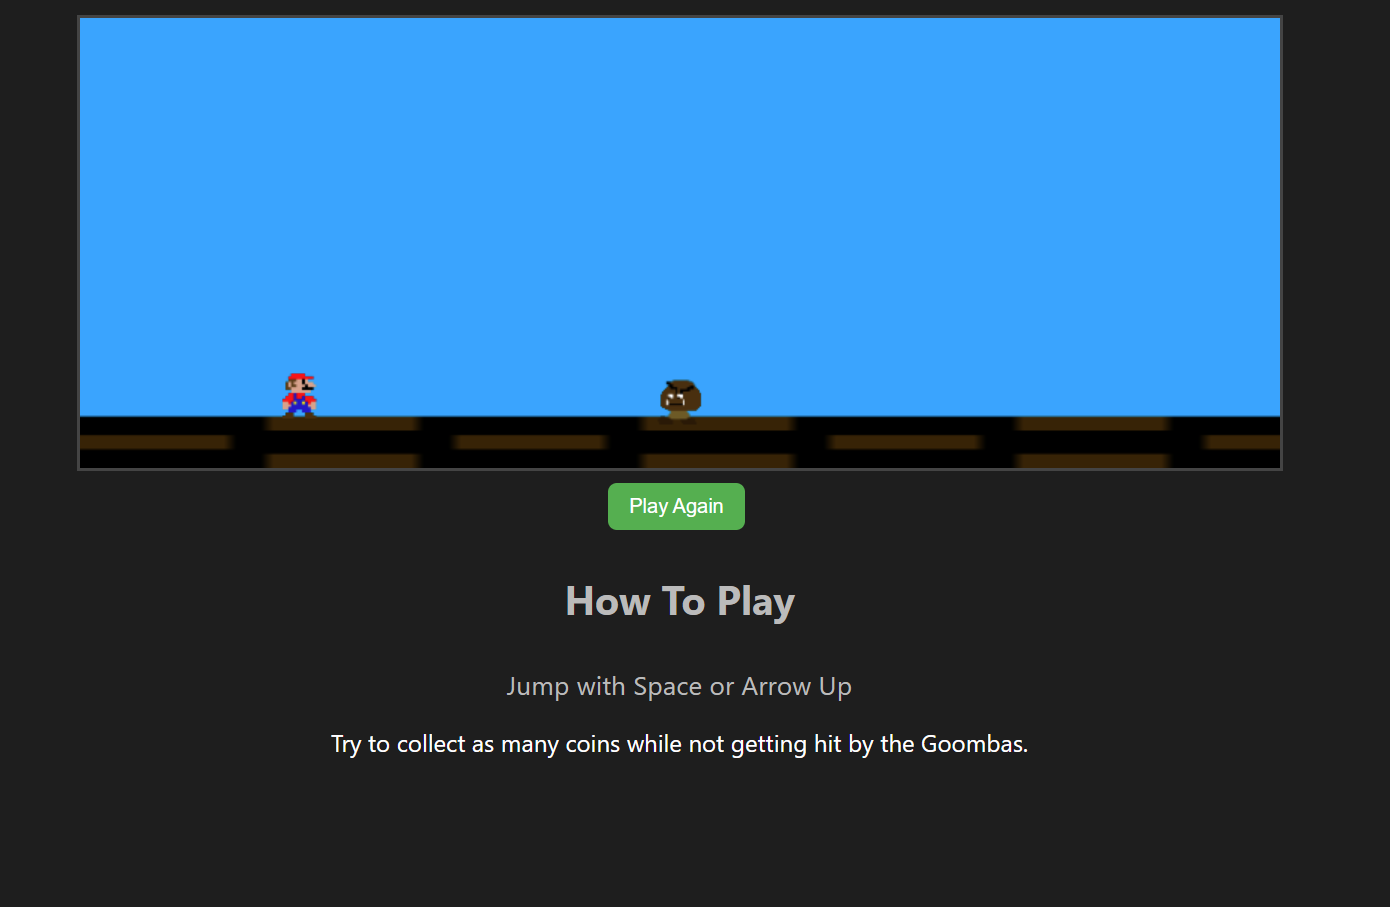 Play Again
How To Play
Jump with Space or Arrow Up
Try to collect as many coins while not getting hit by the Goombas.